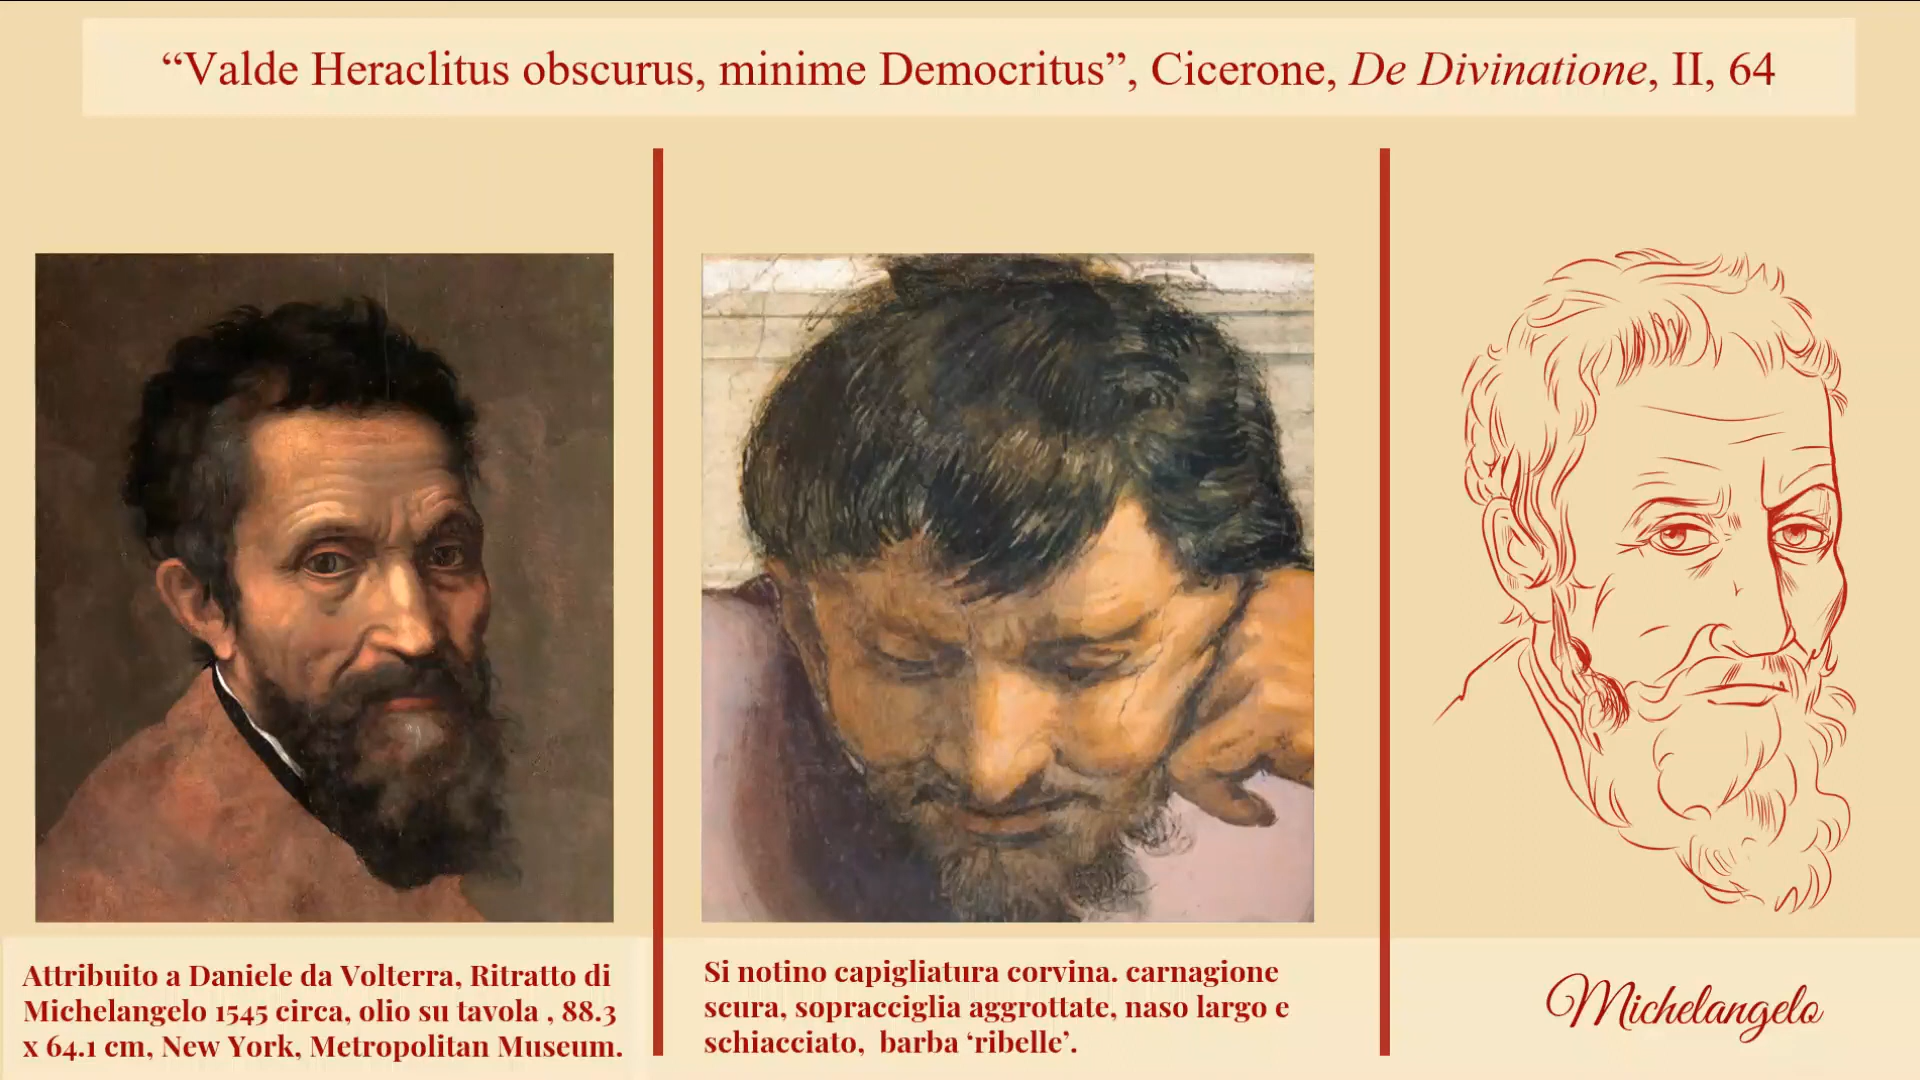 “Valde Heraclitus obscurus, minime Democritus”, Cicerone, De Divinatione, II, 64
Attribuito a Daniele da Volterra, Ritratto di
Michelangelo 1545 circa, olio su tavola , 88.3
x 64.1 cm, New York, Metropolitan Museum.
Si notino capigliatura corvina. carnagione
scura, sopracciglia aggrottate, naso largo e
schiacciato,  barba ‘ribelle’.
Michelangelo